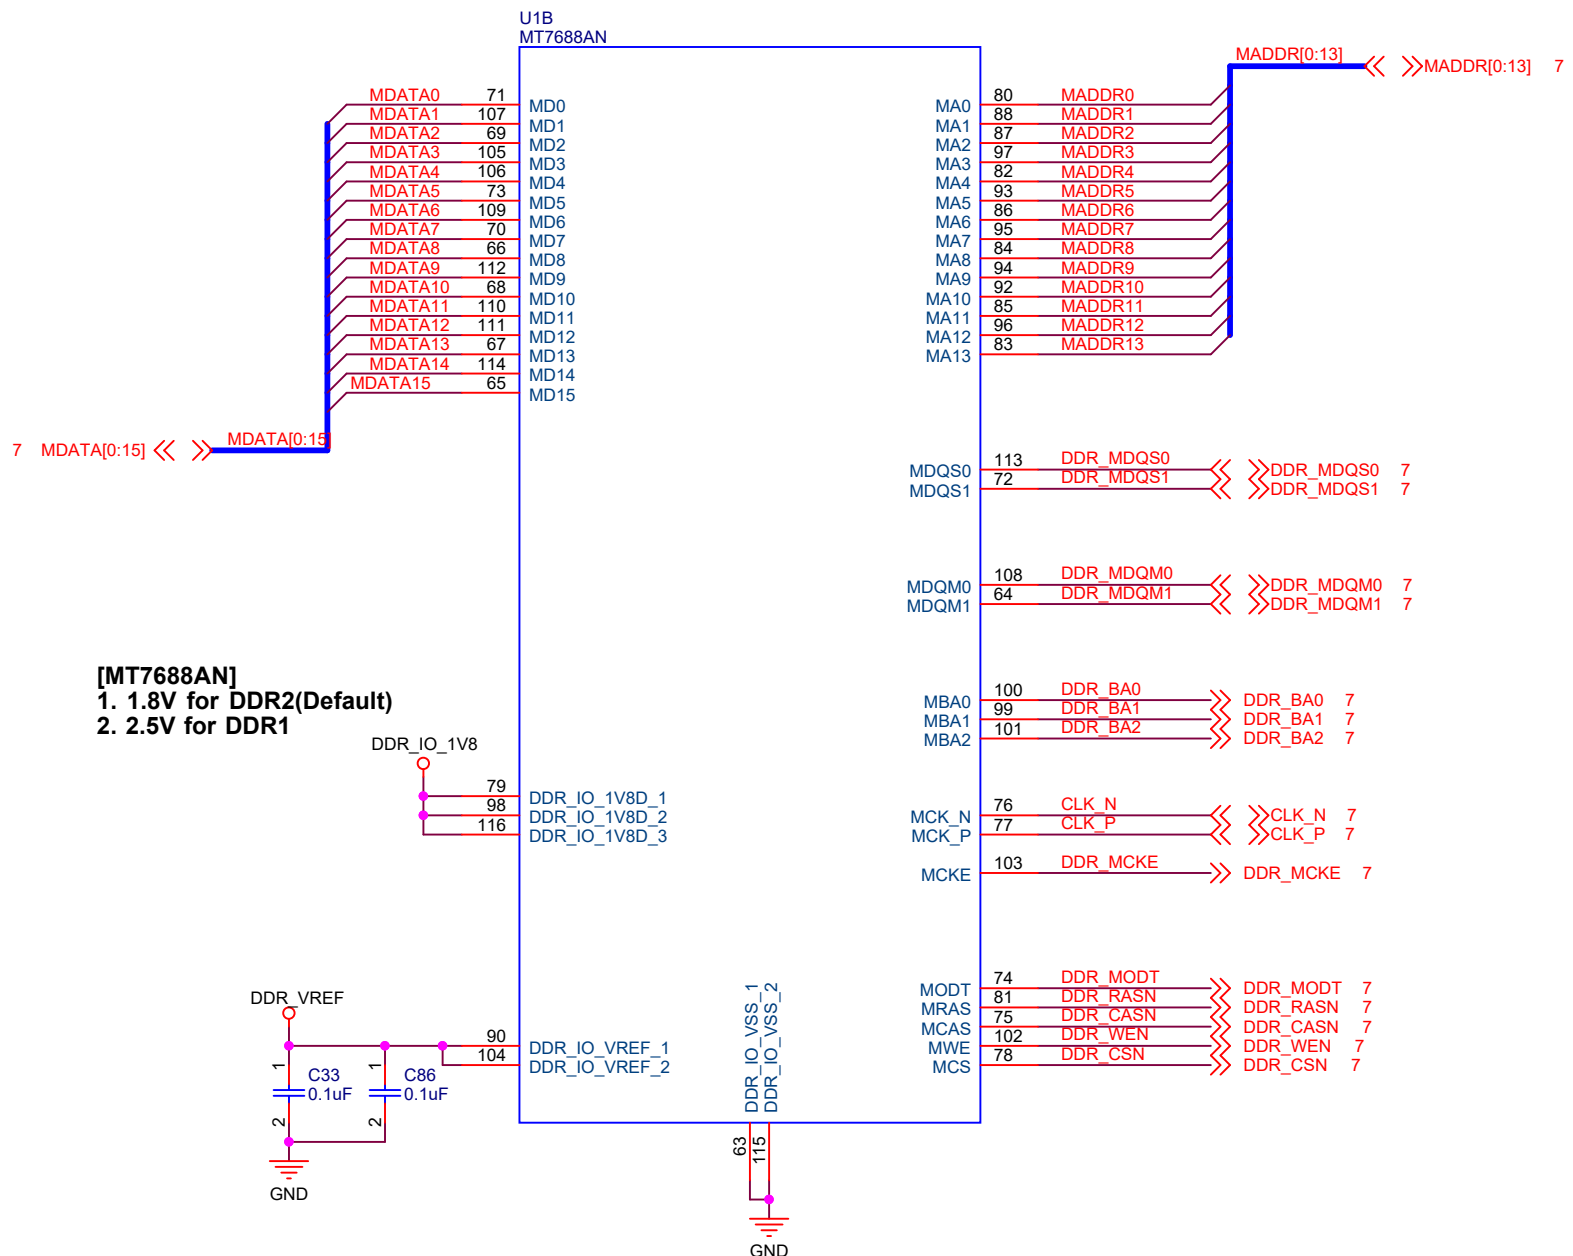 U1B
MT7688AN
MADDR[0:13]
MADDR[0:13] 7
MDATA0 71 MD0
MDATA1 107 MD1
MDATA2 69 MD2
MDATA3 105 MD3
MDATA4 106 MD4
MDATA5 73 MD5
MDATA6 109 MD6
MDATA7 70 MD7
MDATA8 66 MD8
MDATA9 112 MD9
MDATA10 68 MD10
MDATA11 110 MD11
MDATA12 111 MD12
MDATA13 67 MD13
MDATA14 114 MD14
MDATA15 65 MD15
7 MDATA[0:15] MDATA[0:15]
MA0 80 MADDR0
MA1 88 MADDR1
MA2 87 MADDR2
MA3 97 MADDR3
MA4 82 MADDR4
MA5 93 MADDR5
MA6 86 MADDR6
MA7 95 MADDR7
MA8 84 MADDR8
MA9 94 MADDR9
MA10 92 MADDR10
MA11 85 MADDR11
MA12 96 MADDR12
MA13 83 MADDR13
MDQS0 113 DDR_MDQS0 DDR_MDQS0 7
MDQS1 72 DDR_MDQS1 DDR_MDQS1 7
MDQM0 108 DDR_MDQM0 DDR_MDQM0 7
MDQM1 64 DDR_MDQM1 DDR_MDQM1 7
[MT7688AN]
1. 1.8V for DDR2(Default)
2. 2.5V for DDR1
MBA0 100 DDR_BA0 DDR_BA0 7
MBA1 99 DDR_BA1 DDR_BA1 7
MBA2 101 DDR_BA2 DDR_BA2 7
DDR_IO_1V8
79 DDR_IO_1V8D_1
98 DDR_IO_1V8D_2
116 DDR_IO_1V8D_3
MCK_N 76 CLK_N CLK_N 7
MCK_P 77 CLK_P CLK_P 7
MCKE 103 DDR_MCKE DDR_MCKE 7
MODT 74 DDR_MODT DDR_MODT 7
MRAS 81 DDR_RASN DDR_RASN 7
MCAS 75 DDR_CASN DDR_CASN 7
MWE 102 DDR_WEN DDR_WEN 7
MCS 78 DDR_CSN DDR_CSN 7
DDR_VREF
90 DDR_IO_VREF_1
104 DDR_IO_VREF_2
1 C33
0.1uF
2
1 C86
0.1uF
2
GND
DDR_IO_VSS_1 63
DDR_IO_VSS_2 115
GND